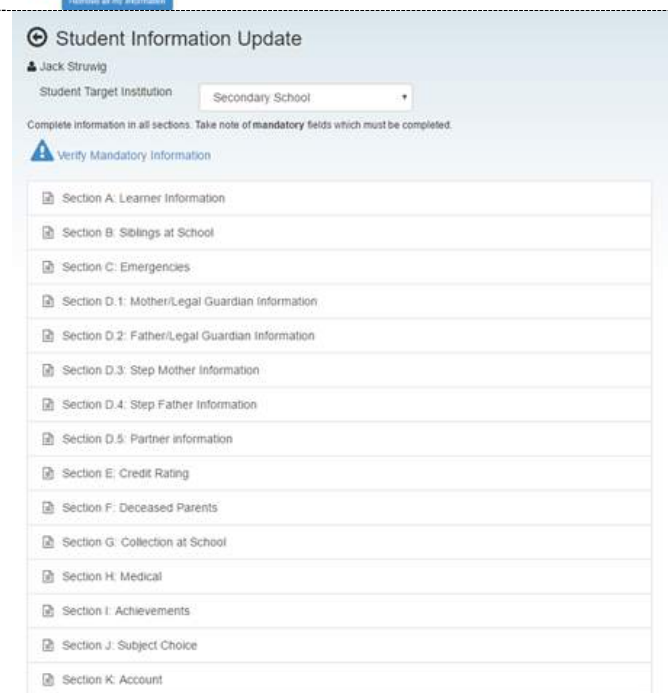 Student Information Update
Jack Struwig
Student Target Institution Secondary School
Complete information in all sections. Take note of mandatory fields which must be completed.
Verify Mandatory Information
Section A: Learner Information
Section B: Siblings at School
Section C: Emergencies
Section D.1: Mother/Legal Guardian Information
Section D.2: Father/Legal Guardian Information
Section D.3: Step Mother Information
Section D.4: Step Father Information
Section D.5: Partner information
Section E: Credit Rating
Section F: Deceased Parents
Section G: Collection at School
Section H: Medical
Section I: Achievements
Section J: Subject Choice
Section K: Account